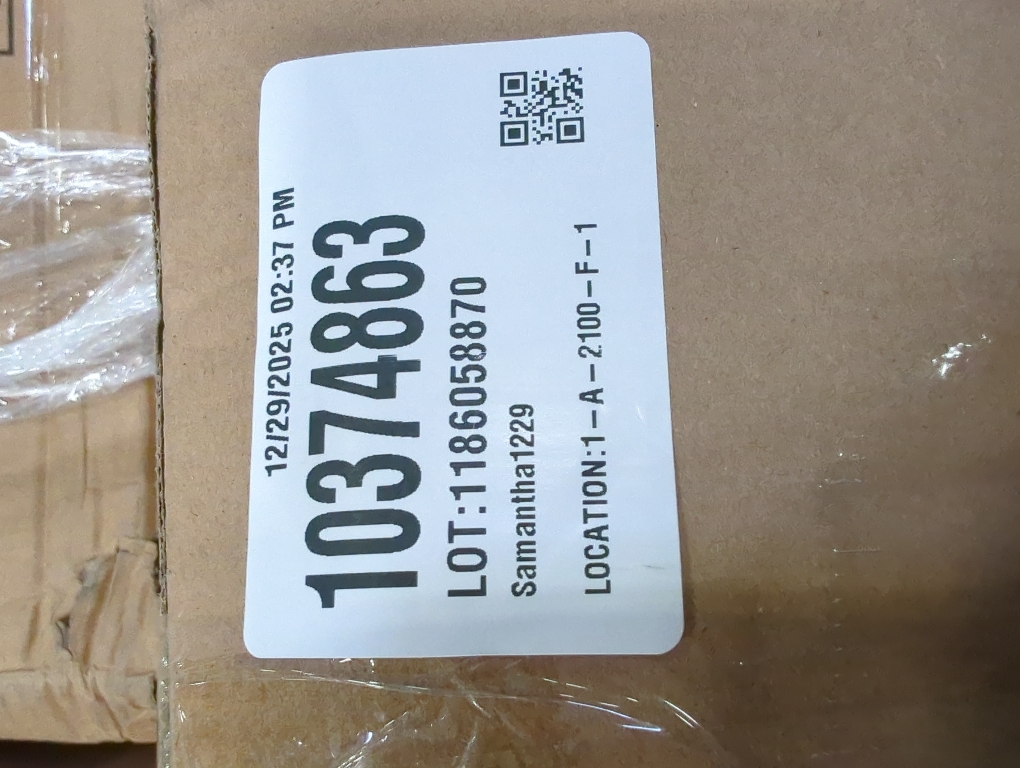 12/29/2025 02:37 PM
10374863
LOT:1186058870
Samantha1229
LOCATION:1-A-2100-F-1